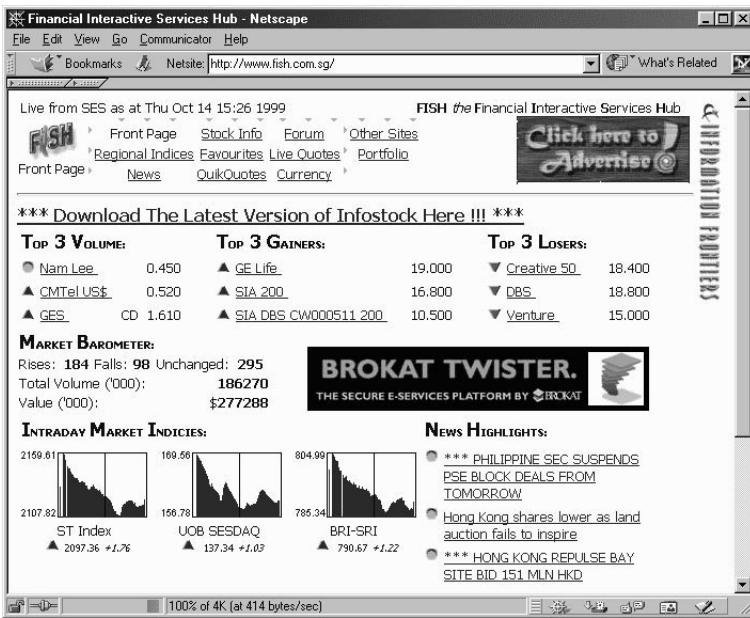 Financial Interactive Services Hub - Netscape
File Edit View Go Communicator Help
Bookmarks Netsite: http://www.fish.com.sg/ What's Related
Live from SES as at Thu Oct 14 15:26 1999 FISH the Financial Interactive Services Hub
FISH Front Page Stock Info Forum Other Sites
Regional Indices Favourites Live Quotes Portfolio
Front Page News QuikQuotes Currency
Click here to Advertise
INFORMATION FRONTIERS
*** Download The Latest Version of Infostock Here !!! ***
Top 3 Volume: Top 3 Gainers: Top 3 Losers:
Nam Lee 0.450 GE Life 19.000 Creative 50 18.400
CMTel US$ 0.520 SIA 200 16.800 DBS 18.800
GES CD 1.610 SIA DBS CW000511 200 10.500 Venture 15.000
Market Barometer:
Rises: 184 Falls: 98 Unchanged: 295
Total Volume ('000): 186270
Value ('000): $277288
BROKAT TWISTER.
THE SECURE E-SERVICES PLATFORM BY BROKAT
Intraday Market Indicies:
2159.61 169.56 804.99
2107.82 156.78 785.34
ST Index UOB SESDAQ BRI-SRI
2097.36 +1.76 137.34 +1.03 790.67 +1.22
News Highlights:
*** PHILIPPINE SEC SUSPENDS
PSE BLOCK DEALS FROM
TOMORROW
Hong Kong shares lower as land
auction fails to inspire
*** HONG KONG REPULSE BAY
SITE BID 151 MLN HKD
100% of 4K (at 414 bytes/sec)